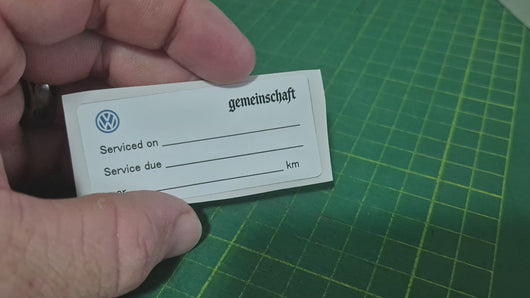 gemeinschaft
Serviced on
Service due
km